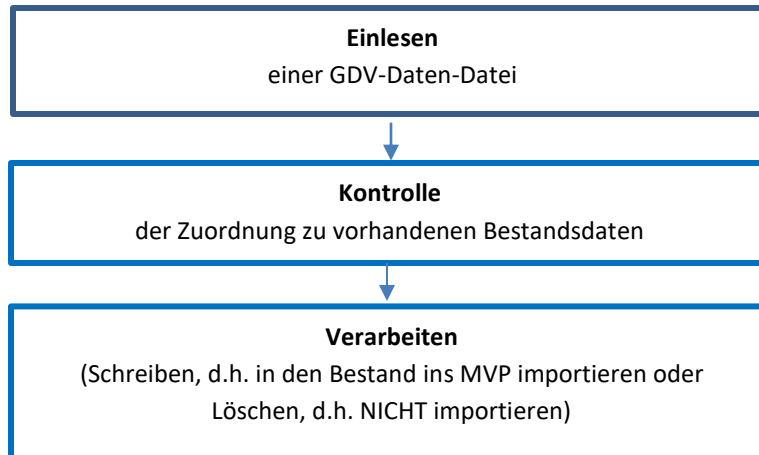 Einlesen
einer GDV-Daten-Datei
Kontrolle
der Zuordnung zu vorhandenen Bestandsdaten
Verarbeiten
(Schreiben, d.h. in den Bestand ins MVP importieren oder
Löschen, d.h. NICHT importieren)